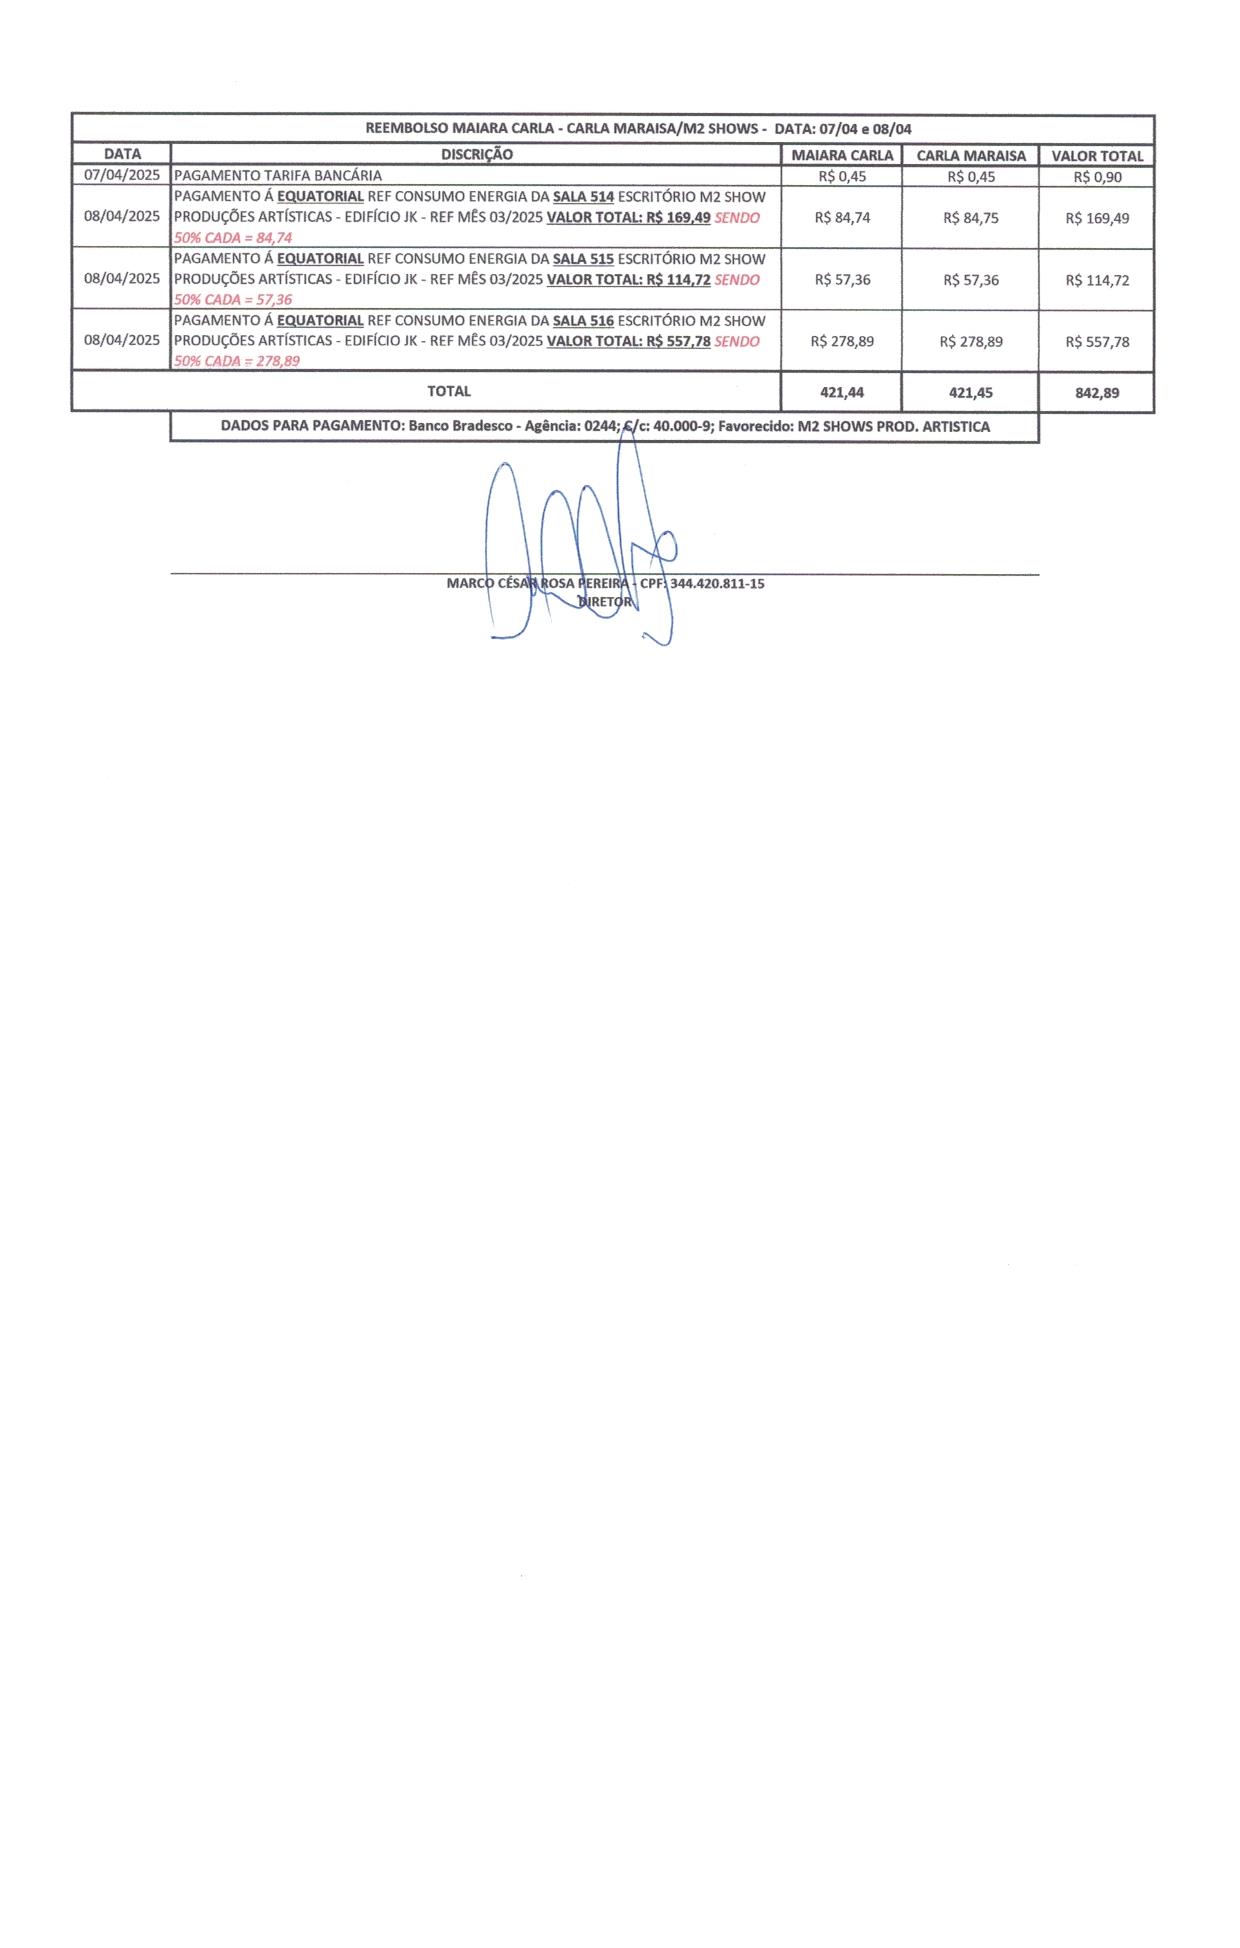 REEMBOLSO MAIARA CARLA - CARLA MARAISA/M2 SHOWS - DATA: 07/04 e 08/04
DATA DISCRIÇÃO MAIARA CARLA CARLA MARAISA VALOR TOTAL
07/04/2025 PAGAMENTO TARIFA BANCÁRIA R$ 0,45 R$ 0,45 R$ 0,90
PAGAMENTO Á EQUATORIAL REF CONSUMO ENERGIA DA SALA 514 ESCRITÓRIO M2 SHOW
08/04/2025 PRODUÇÕES ARTÍSTICAS - EDIFÍCIO JK - REF MÊS 03/2025 VALOR TOTAL: R$ 169,49 SENDO R$ 84,74 R$ 84,75 R$ 169,49
50% CADA = 84,74
PAGAMENTO Á EQUATORIAL REF CONSUMO ENERGIA DA SALA 515 ESCRITÓRIO M2 SHOW
08/04/2025 PRODUÇÕES ARTÍSTICAS - EDIFÍCIO JK - REF MÊS 03/2025 VALOR TOTAL: R$ 114,72 SENDO R$ 57,36 R$ 57,36 R$ 114,72
50% CADA = 57,36
PAGAMENTO Á EQUATORIAL REF CONSUMO ENERGIA DA SALA 516 ESCRITÓRIO M2 SHOW
08/04/2025 PRODUÇÕES ARTÍSTICAS - EDIFÍCIO JK - REF MÊS 03/2025 VALOR TOTAL: R$ 557,78 SENDO R$ 278,89 R$ 278,89 R$ 557,78
50% CADA = 278,89
TOTAL 421,44 421,45 842,89
DADOS PARA PAGAMENTO: Banco Bradesco - Agência: 0244; C/c: 40.000-9; Favorecido: M2 SHOWS PROD. ARTISTICA
MARCO CÉSAR ROSA PEREIRA - CPF: 344.420.811-15
DIRETOR